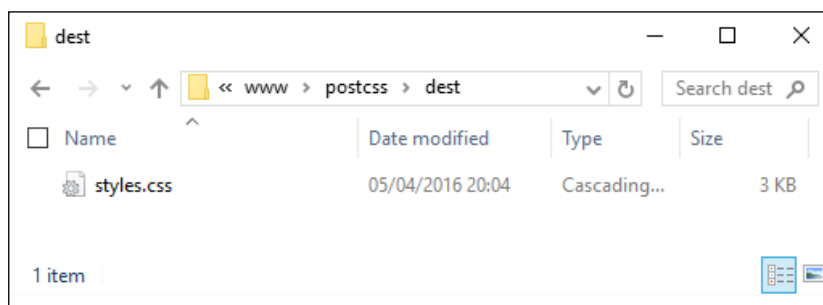 dest
« www > postcss > dest Search dest
Name Date modified Type Size
styles.css 05/04/2016 20:04 Cascading... 3 KB
1 item